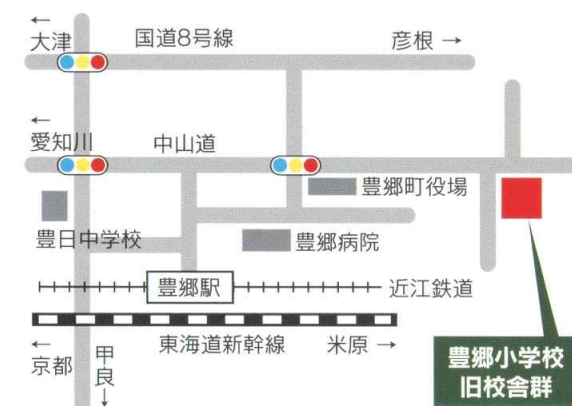 ←
大津
国道8号線
彦根 →
←
愛知川
中山道
豊郷町役場
豊日中学校
豊郷病院
豊郷駅
近江鉄道
東海道新幹線
米原 →
←
京都
甲良↓
豊郷小学校
旧校舎群